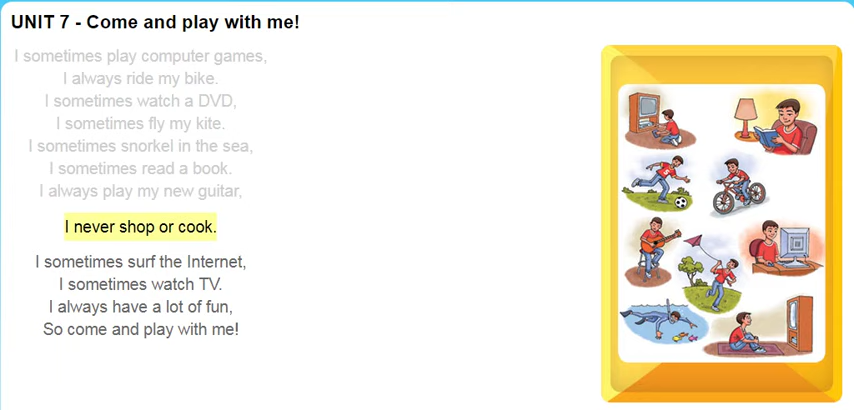 UNIT 7 - Come and play with me!
I sometimes play computer games,
I always ride my bike.
I sometimes watch a DVD,
I sometimes fly my kite.
I sometimes snorkel in the sea,
I sometimes read a book.
I always play my new guitar,
I never shop or cook.
I sometimes surf the Internet,
I sometimes watch TV.
I always have a lot of fun,
So come and play with me!